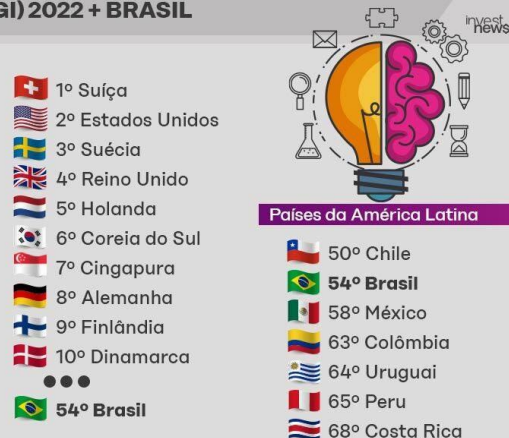 GI) 2022 + BRASIL
invest
news
1º Suíça
2º Estados Unidos
3º Suécia
4º Reino Unido
5º Holanda
6º Coreia do Sul
7º Cingapura
8º Alemanha
9º Finlândia
10º Dinamarca
54º Brasil
Países da América Latina
50º Chile
54º Brasil
58º México
63º Colômbia
64º Uruguai
65º Peru
68º Costa Rica